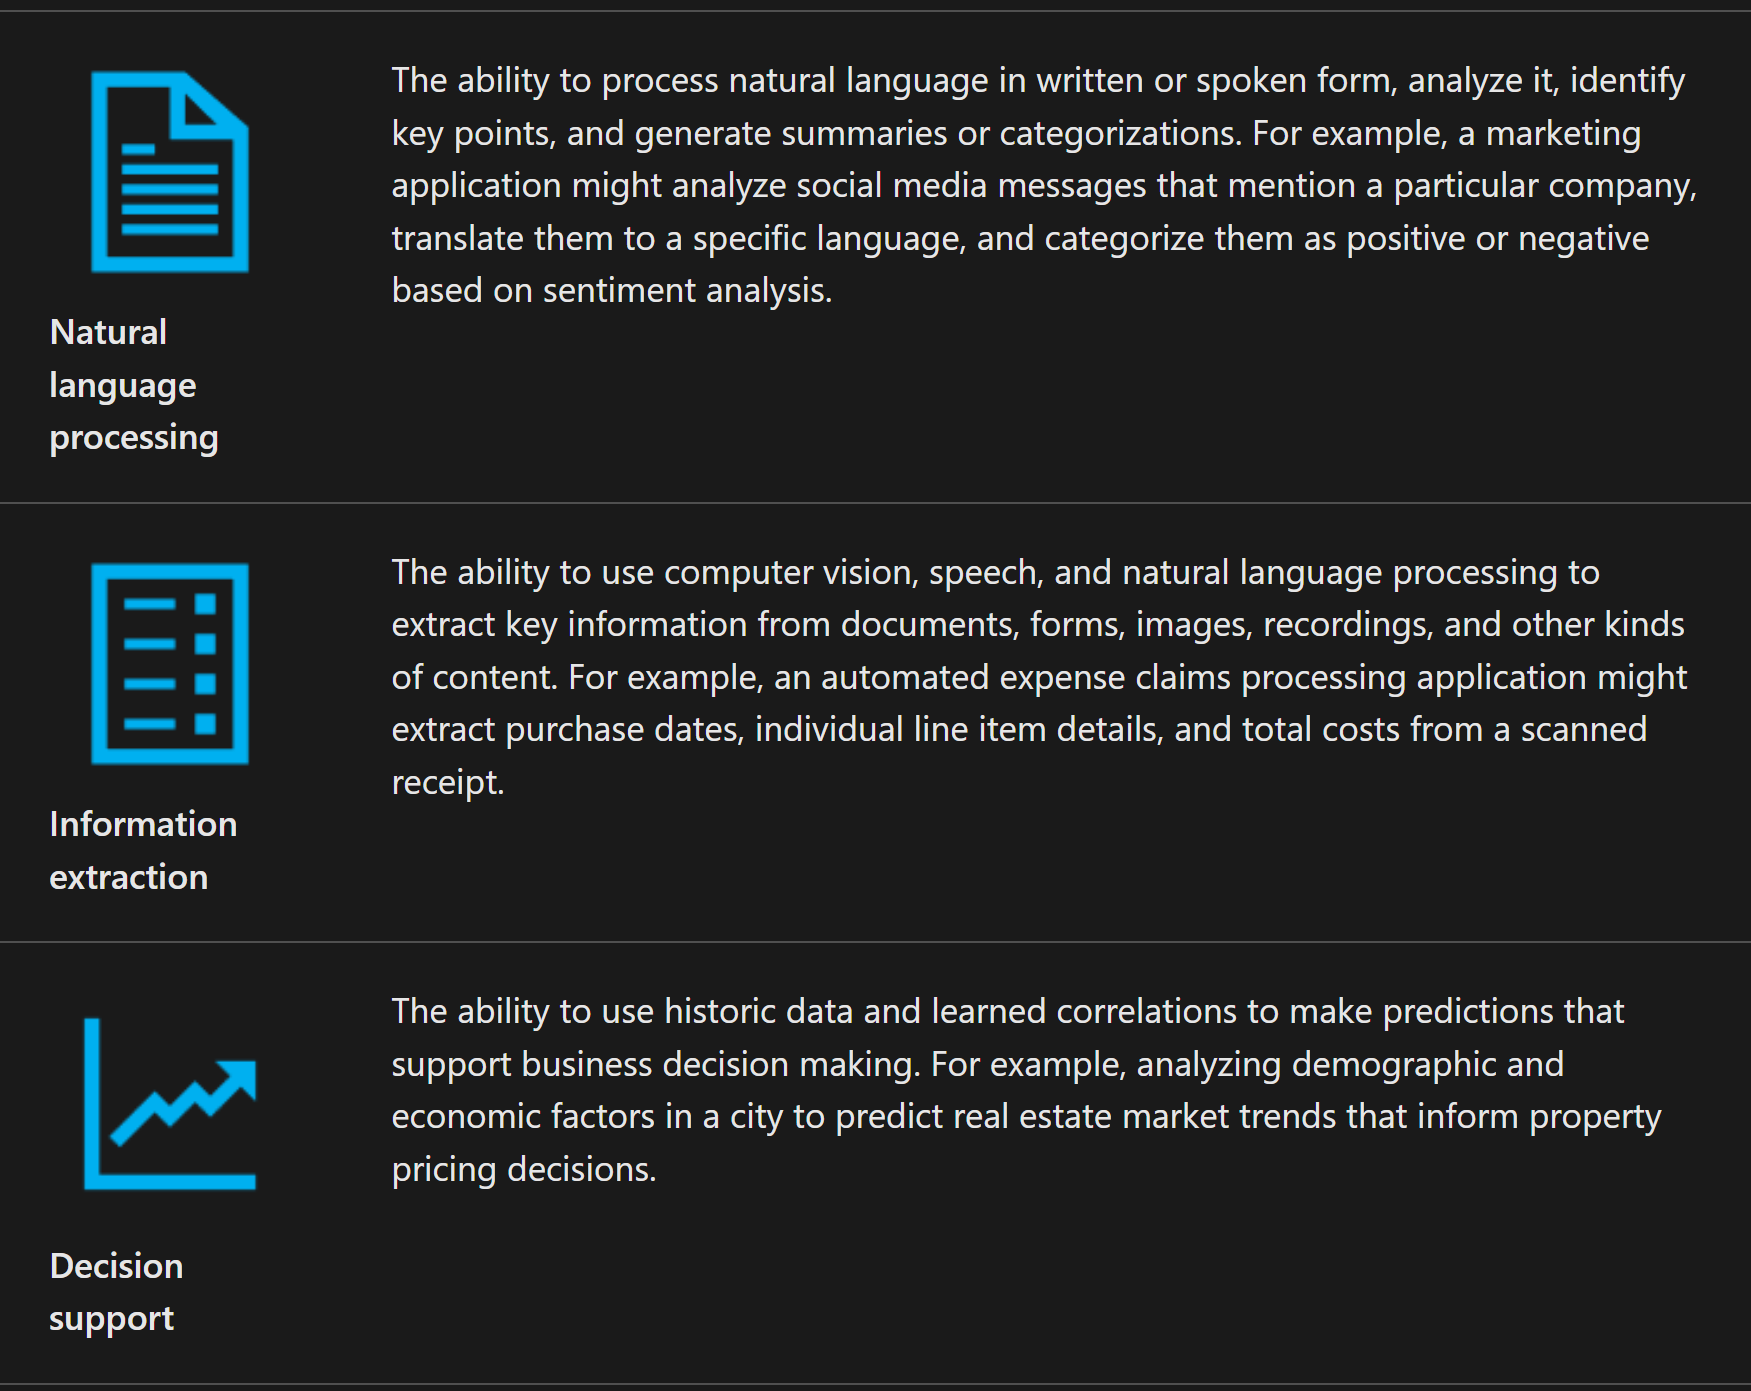 The ability to process natural language in written or spoken form, analyze it, identify
key points, and generate summaries or categorizations. For example, a marketing
application might analyze social media messages that mention a particular company,
translate them to a specific language, and categorize them as positive or negative
based on sentiment analysis.
Natural
language
processing
The ability to use computer vision, speech, and natural language processing to
extract key information from documents, forms, images, recordings, and other kinds
of content. For example, an automated expense claims processing application might
extract purchase dates, individual line item details, and total costs from a scanned
receipt.
Information
extraction
The ability to use historic data and learned correlations to make predictions that
support business decision making. For example, analyzing demographic and
economic factors in a city to predict real estate market trends that inform property
pricing decisions.
Decision
support